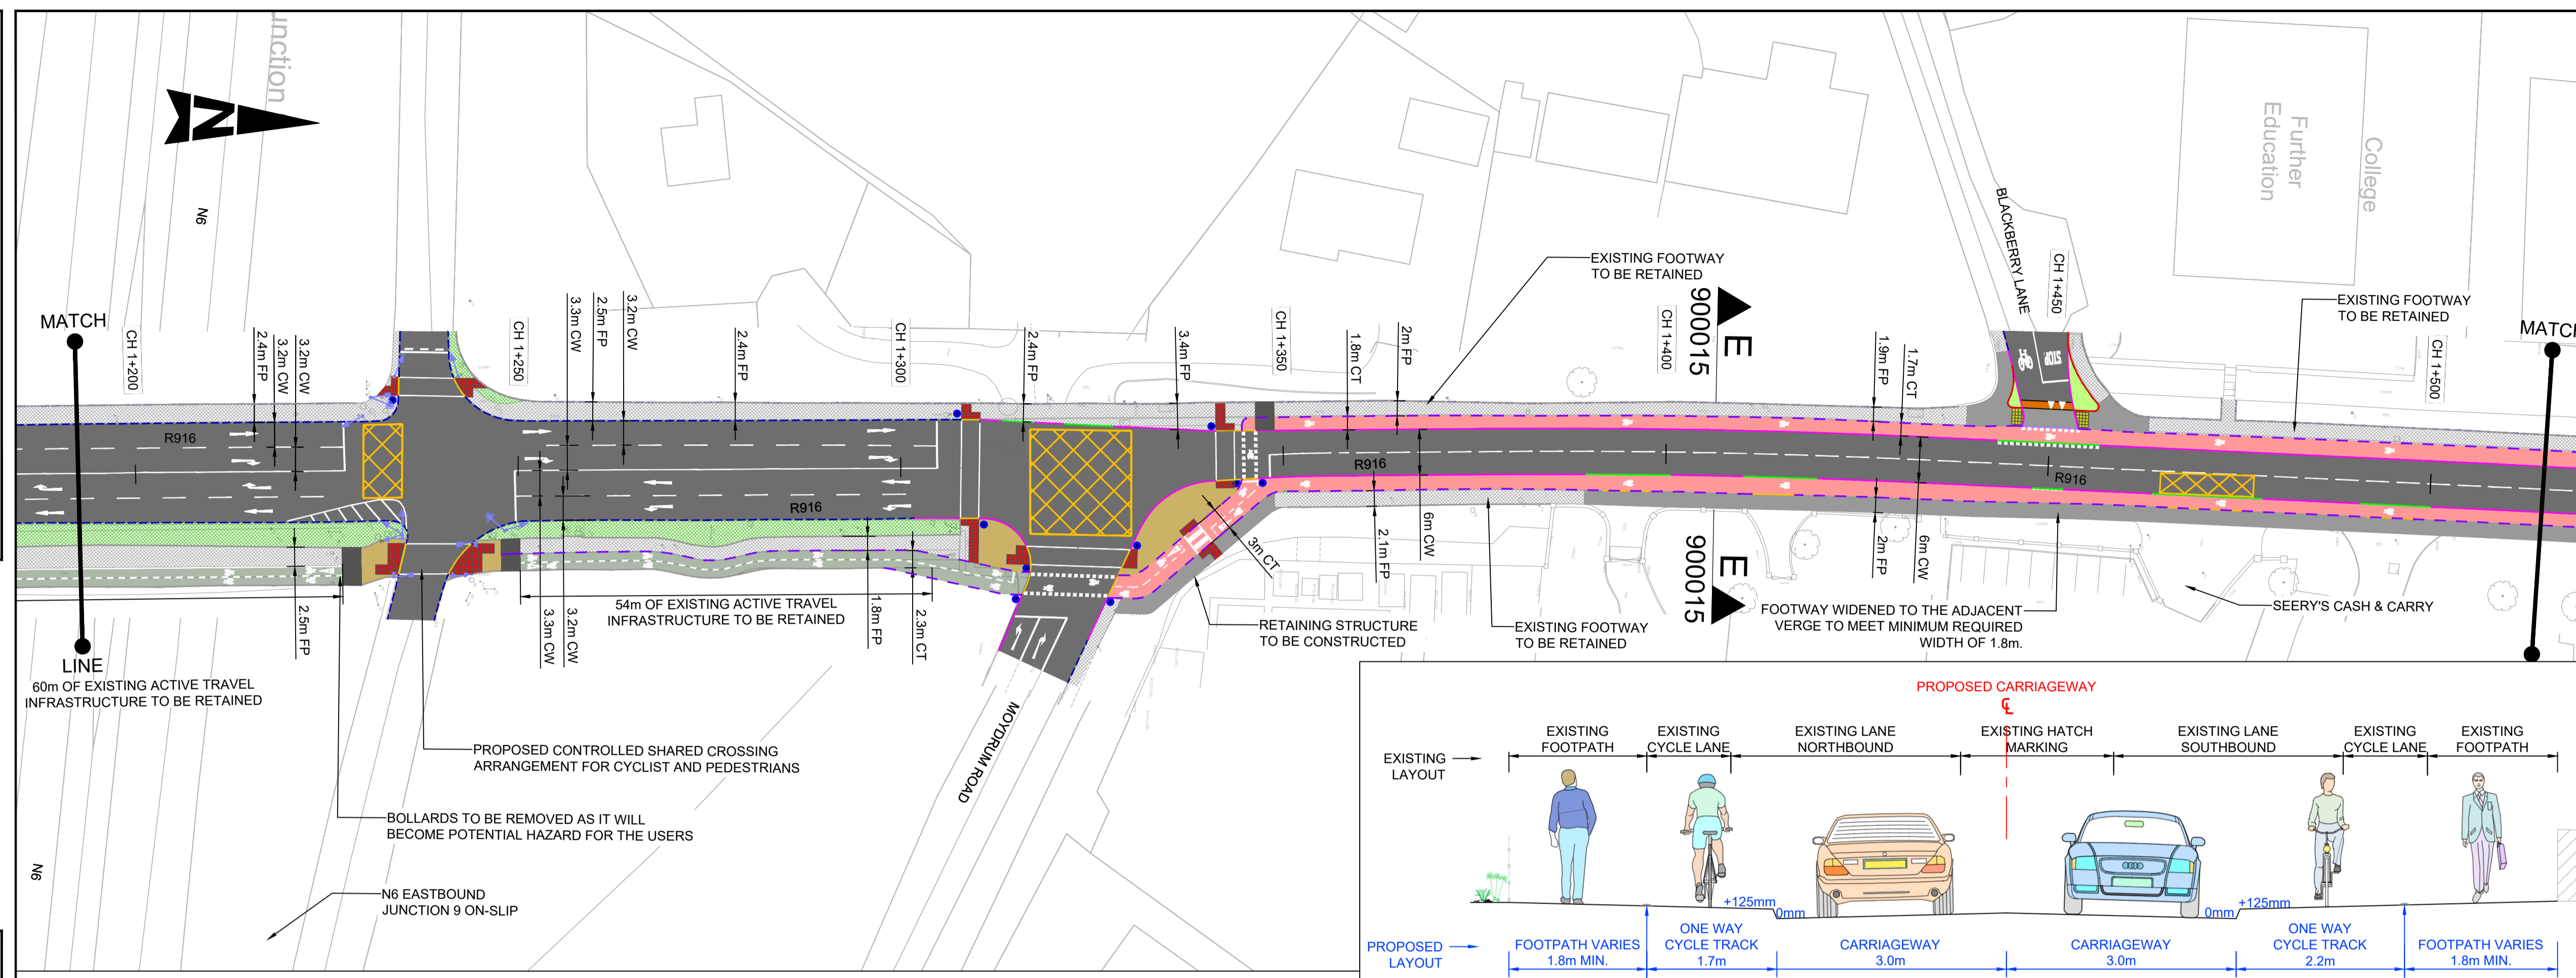 unction
N
N6
MATCH
CH 1+200
2.4m FP
3.2m CW
3.2m CW
CH 1+250
3.3m CW
2.5m FP
3.2m CW
2.4m FP
CH 1+300
2.4m FP
3.4m FP
CH 1+350
1.8m CT
2m FP
EXISTING FOOTWAY
TO BE RETAINED
CH 1+400
900015
E
1.9m FP
1.7m CT
BLACKBERRY LANE
CH 1+450
STOP
College
Further
Education
EXISTING FOOTWAY
TO BE RETAINED
CH 1+500
MATCH
R916
R916
R916
R916
LINE
60m OF EXISTING ACTIVE TRAVEL
INFRASTRUCTURE TO BE RETAINED
2.5m FP
54m OF EXISTING ACTIVE TRAVEL
INFRASTRUCTURE TO BE RETAINED
3.3m CW
3.2m CW
1.8m FP
2.3m CT
MOYDRUM ROAD
3m CT
RETAINING STRUCTURE
TO BE CONSTRUCTED
2.1m FP
6m CW
EXISTING FOOTWAY
TO BE RETAINED
900015
E
FOOTWAY WIDENED TO THE ADJACENT
VERGE TO MEET MINIMUM REQUIRED
WIDTH OF 1.8m.
2m FP
6m CW
SEERY'S CASH & CARRY
PROPOSED CONTROLLED SHARED CROSSING
ARRANGEMENT FOR CYCLIST AND PEDESTRIANS
BOLLARDS TO BE REMOVED AS IT WILL
BECOME POTENTIAL HAZARD FOR THE USERS
N6
N6 EASTBOUND
JUNCTION 9 ON-SLIP
PROPOSED CARRIAGEWAY
℄
EXISTING
LAYOUT
EXISTING
FOOTPATH
EXISTING
CYCLE LANE
EXISTING LANE
NORTHBOUND
EXISTING HATCH
MARKING
EXISTING LANE
SOUTHBOUND
EXISTING
CYCLE LANE
EXISTING
FOOTPATH
+125mm
0mm
0mm
+125mm
PROPOSED
LAYOUT
FOOTPATH VARIES
1.8m MIN.
ONE WAY
CYCLE TRACK
1.7m
CARRIAGEWAY
3.0m
CARRIAGEWAY
3.0m
ONE WAY
CYCLE TRACK
2.2m
FOOTPATH VARIES
1.8m MIN.